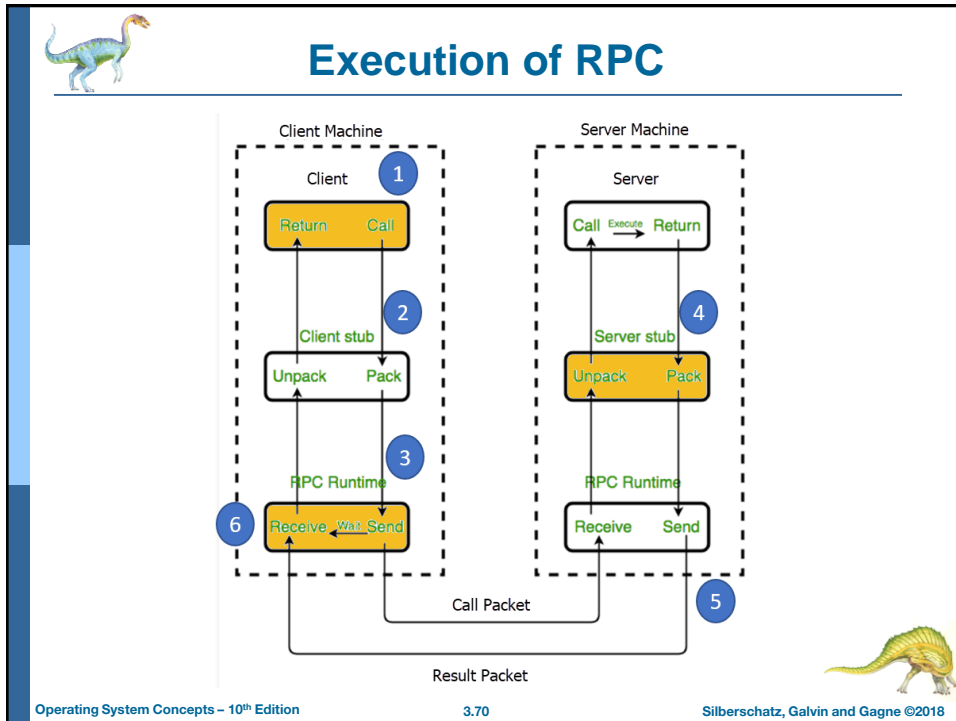 Execution of RPC
Client Machine
Server Machine
Client
1
Server
Return Call
Call Execute Return
2
4
Client stub
Server stub
Unpack Pack
Unpack Pack
3
RPC Runtime
RPC Runtime
6
Receive Wait Send
Receive Send
5
Call Packet
Result Packet
Operating System Concepts – 10th Edition
3.70
Silberschatz, Galvin and Gagne ©2018